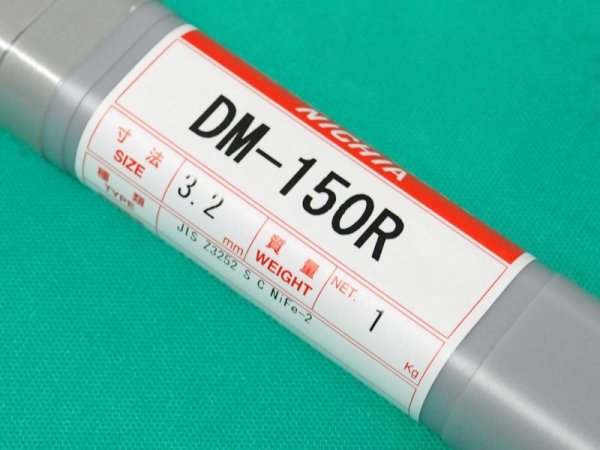 NICHIA
DM-150R
寸法 3.2 mm 質量 NET. 1 Kg
SIZE WEIGHT
種類 JIS Z3252 S C NiFe-2
TYPE